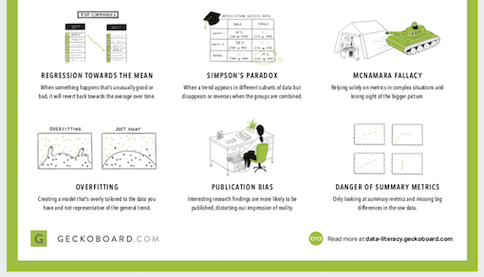 TOP COMPANIES
APPLICATION SUCCESS RATE
REGRESSION TOWARDS THE MEAN
When something happens that's unusually good or
bad, it will revert back towards the average over time.
SIMPSON'S PARADOX
When a trend appears in different subsets of data but
disappears or reverses when the groups are combined.
MCNAMARA FALLACY
Relying solely on metrics in complex situations and
losing sight of the bigger picture.
OVERFITTING
JUST RIGHT
OVERFITTING
Creating a model that's overly tailored to the data you
have and not representative of the general trend.
PUBLICATION BIAS
Interesting research findings are more likely to be
published, distorting our impression of reality.
DANGER OF SUMMARY METRICS
Only looking at summary metrics and missing big
differences in the raw data.
GECKOBOARD.COM
Read more at data-literacy.geckoboard.com